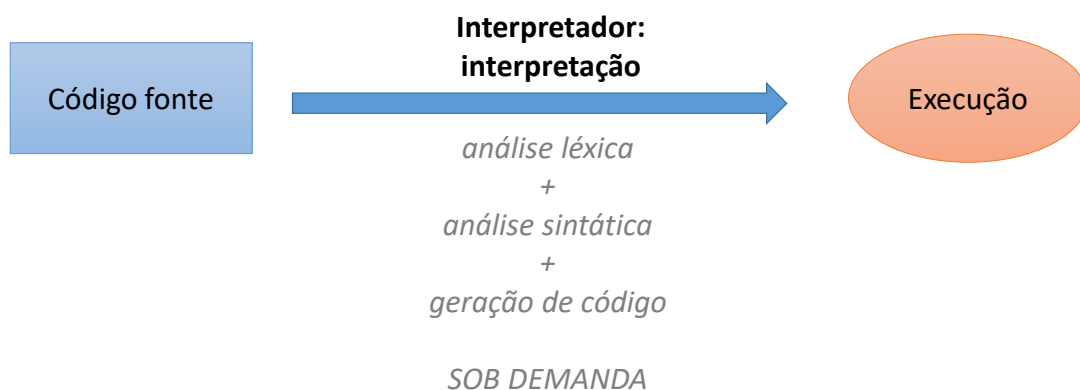 Código fonte
Interpretador:
interpretação
Execução
análise léxica
+
análise sintática
+
geração de código
SOB DEMANDA